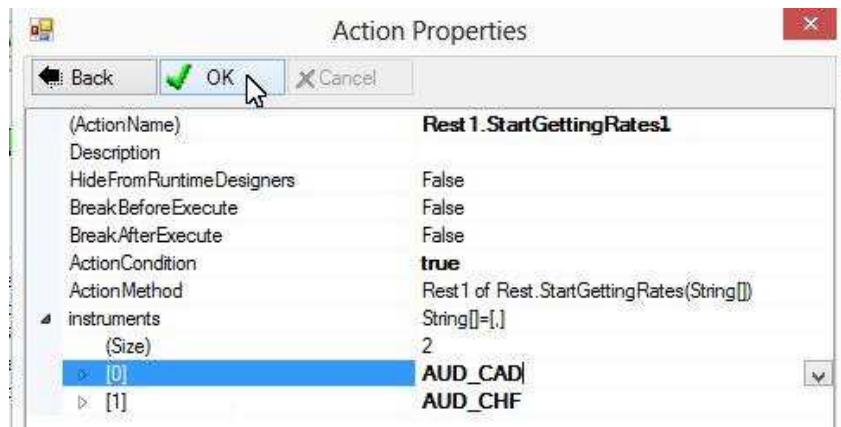 Action Properties
Back OK Cancel
(ActionName) Rest1.StartGettingRates1
Description
HideFromRuntimeDesigners False
BreakBeforeExecute False
BreakAfterExecute False
ActionCondition true
ActionMethod Rest1 of Rest.StartGettingRates(String[])
instruments String[]=[,]
(Size) 2
[0] AUD_CAD
[1] AUD_CHF